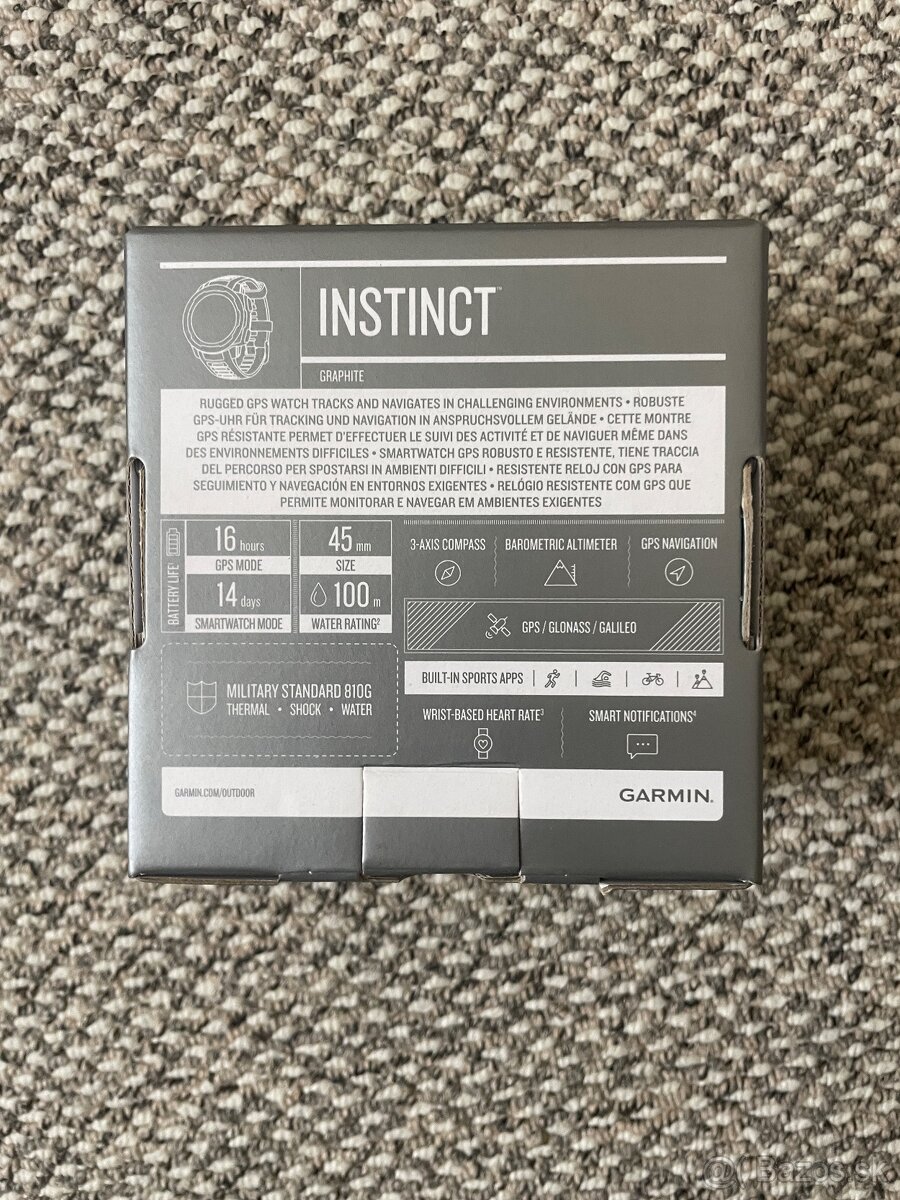 INSTINCT™
GRAPHITE
RUGGED GPS WATCH TRACKS AND NAVIGATES IN CHALLENGING ENVIRONMENTS • ROBUSTE
GPS-UHR FÜR TRACKING UND NAVIGATION IN ANSPRUCHSVOLLEM GELÄNDE • CETTE MONTRE
GPS RÉSISTANTE PERMET D'EFFECTUER LE SUIVI DES ACTIVITÉ ET DE NAVIGUER MÊME DANS
DES ENVIRONNEMENTS DIFFICILES • SMARTWATCH GPS ROBUSTO E RESISTENTE, TIENE TRACCIA
DEL PERCORSO PER SPOSTARSI IN AMBIENTI DIFFICILI • RESISTENTE RELOJ CON GPS PARA
SEGUIMIENTO Y NAVEGACIÓN EN ENTORNOS EXIGENTES • RELÓGIO RESISTENTE COM GPS QUE
PERMITE MONITORAR E NAVEGAR EM AMBIENTES EXIGENTES
BATTERY LIFE¹
16 hours
GPS MODE
14 days
SMARTWATCH MODE
45 mm
SIZE
100 m
WATER RATING²
3-AXIS COMPASS
BAROMETRIC ALTIMETER
GPS NAVIGATION
GPS / GLONASS / GALILEO
BUILT-IN SPORTS APPS
MILITARY STANDARD 810G
THERMAL • SHOCK • WATER
WRIST-BASED HEART RATE³
SMART NOTIFICATIONS⁴
GARMIN.COM/OUTDOOR
GARMIN.
@ Bazos.sk